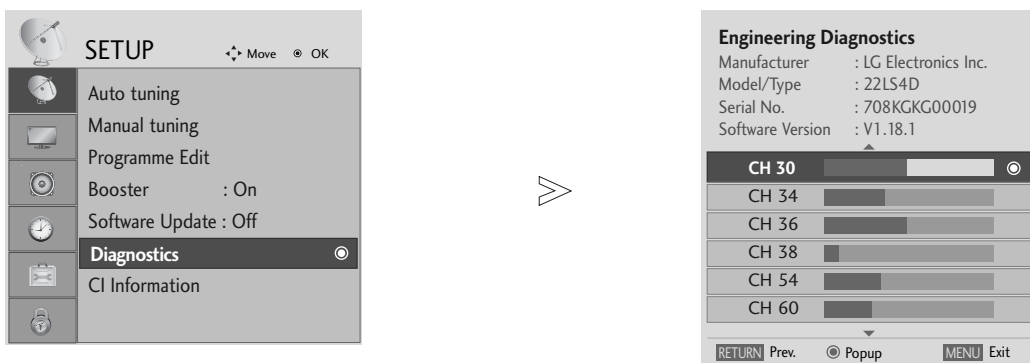 SETUP
Move OK
Auto tuning
Manual tuning
Programme Edit
Booster : On
Software Update : Off
Diagnostics
CI Information
Engineering Diagnostics
Manufacturer : LG Electronics Inc.
Model/Type : 22LS4D
Serial No. : 708KGKG00019
Software Version : V1.18.1
CH 30
CH 34
CH 36
CH 38
CH 54
CH 60
RETURN Prev. Popup MENU Exit